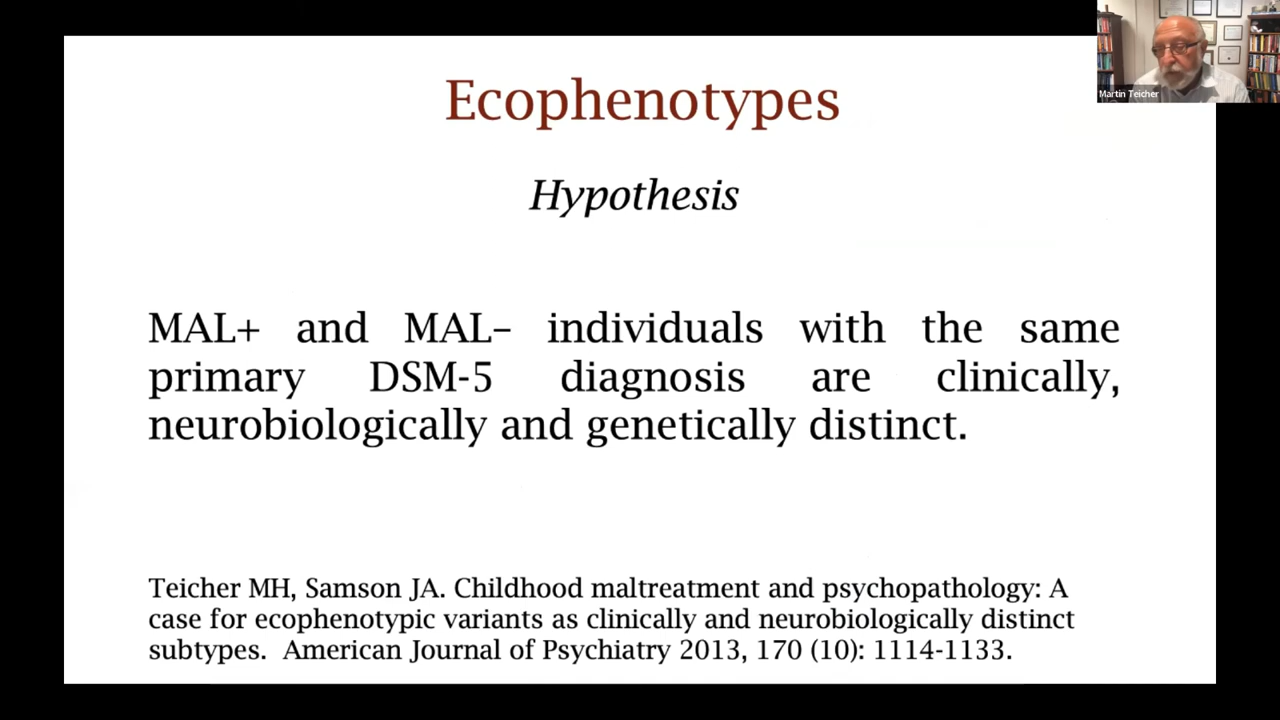 Ecophenotypes
Martin Teicher
Hypothesis
MAL+ and MAL– individuals with the same
primary DSM-5 diagnosis are clinically,
neurobiologically and genetically distinct.
Teicher MH, Samson JA. Childhood maltreatment and psychopathology: A
case for ecophenotypic variants as clinically and neurobiologically distinct
subtypes. American Journal of Psychiatry 2013, 170 (10): 1114-1133.